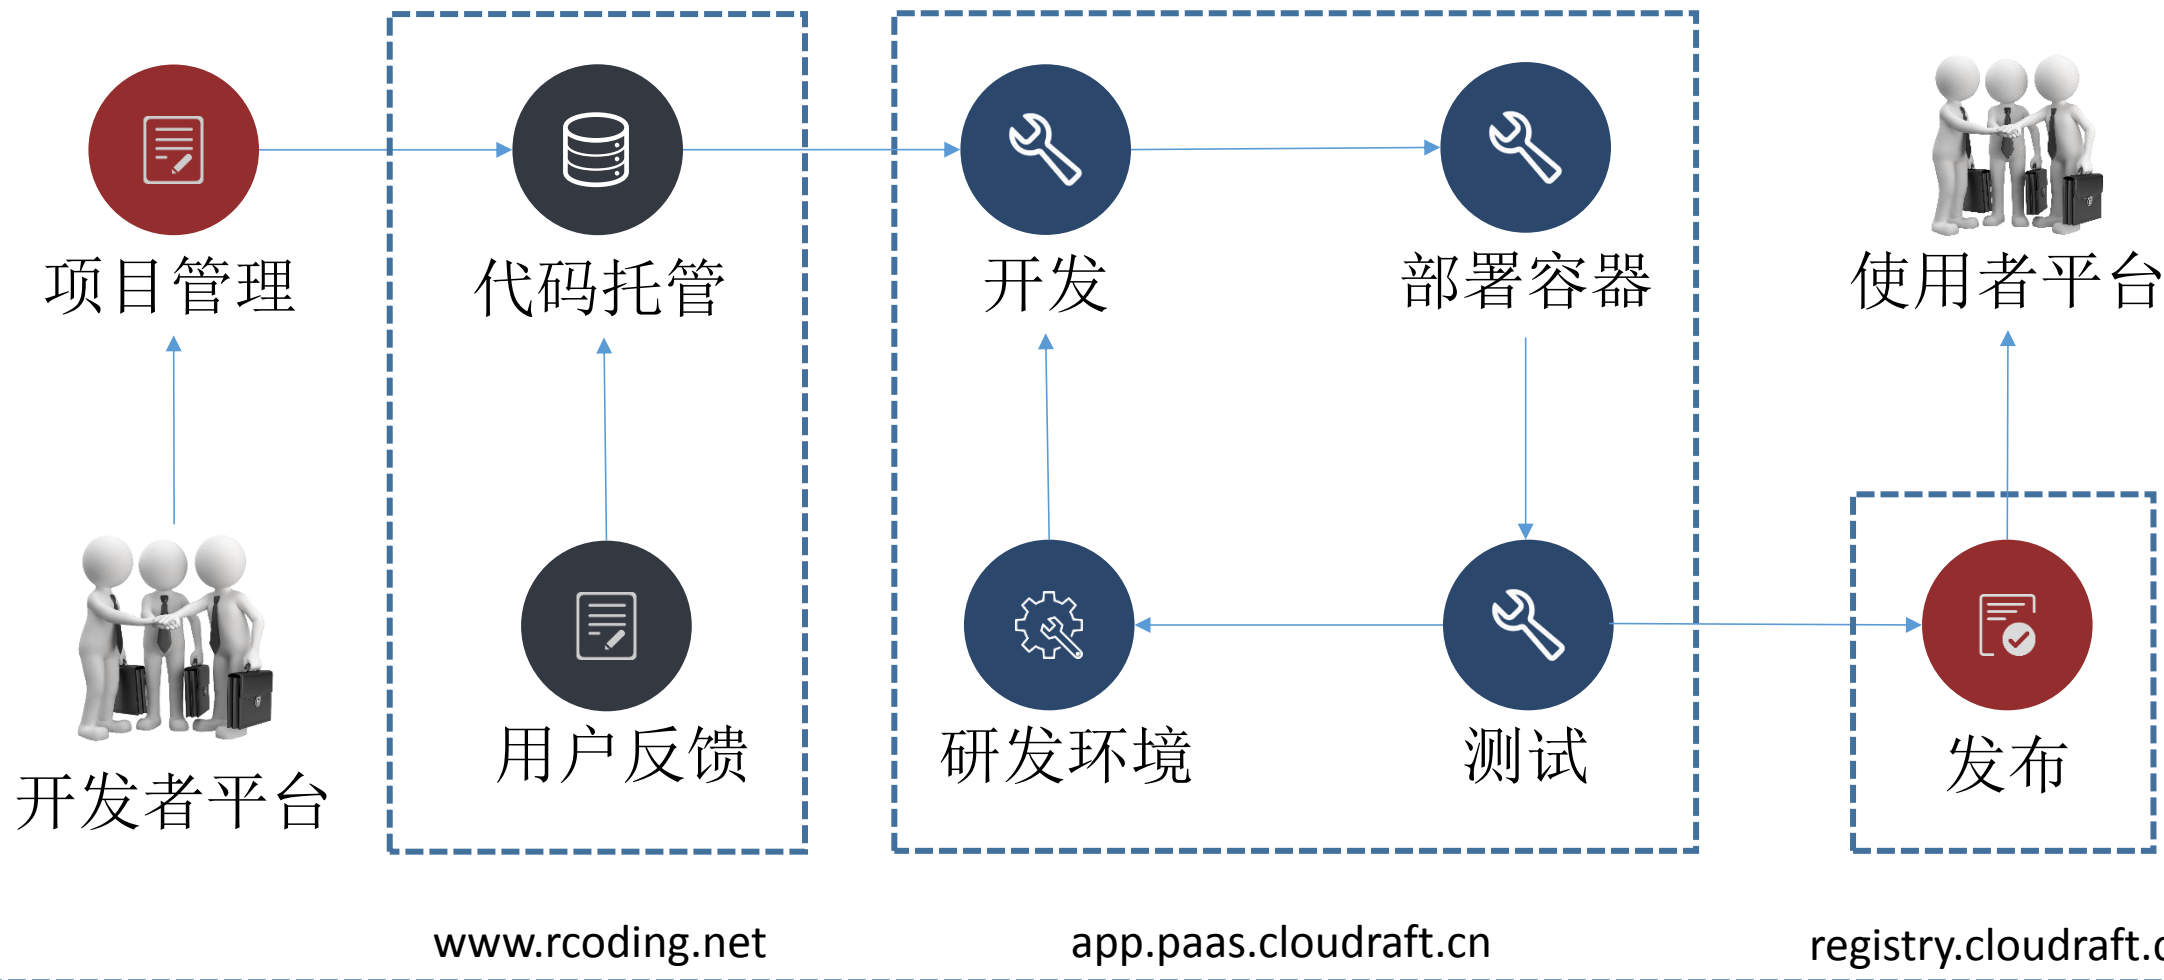 项目管理
代码托管
开发
部署容器
使用者平台
开发者平台
用户反馈
研发环境
测试
发布
www.rcoding.net
app.paas.cloudraft.cn
registry.cloudraft.c